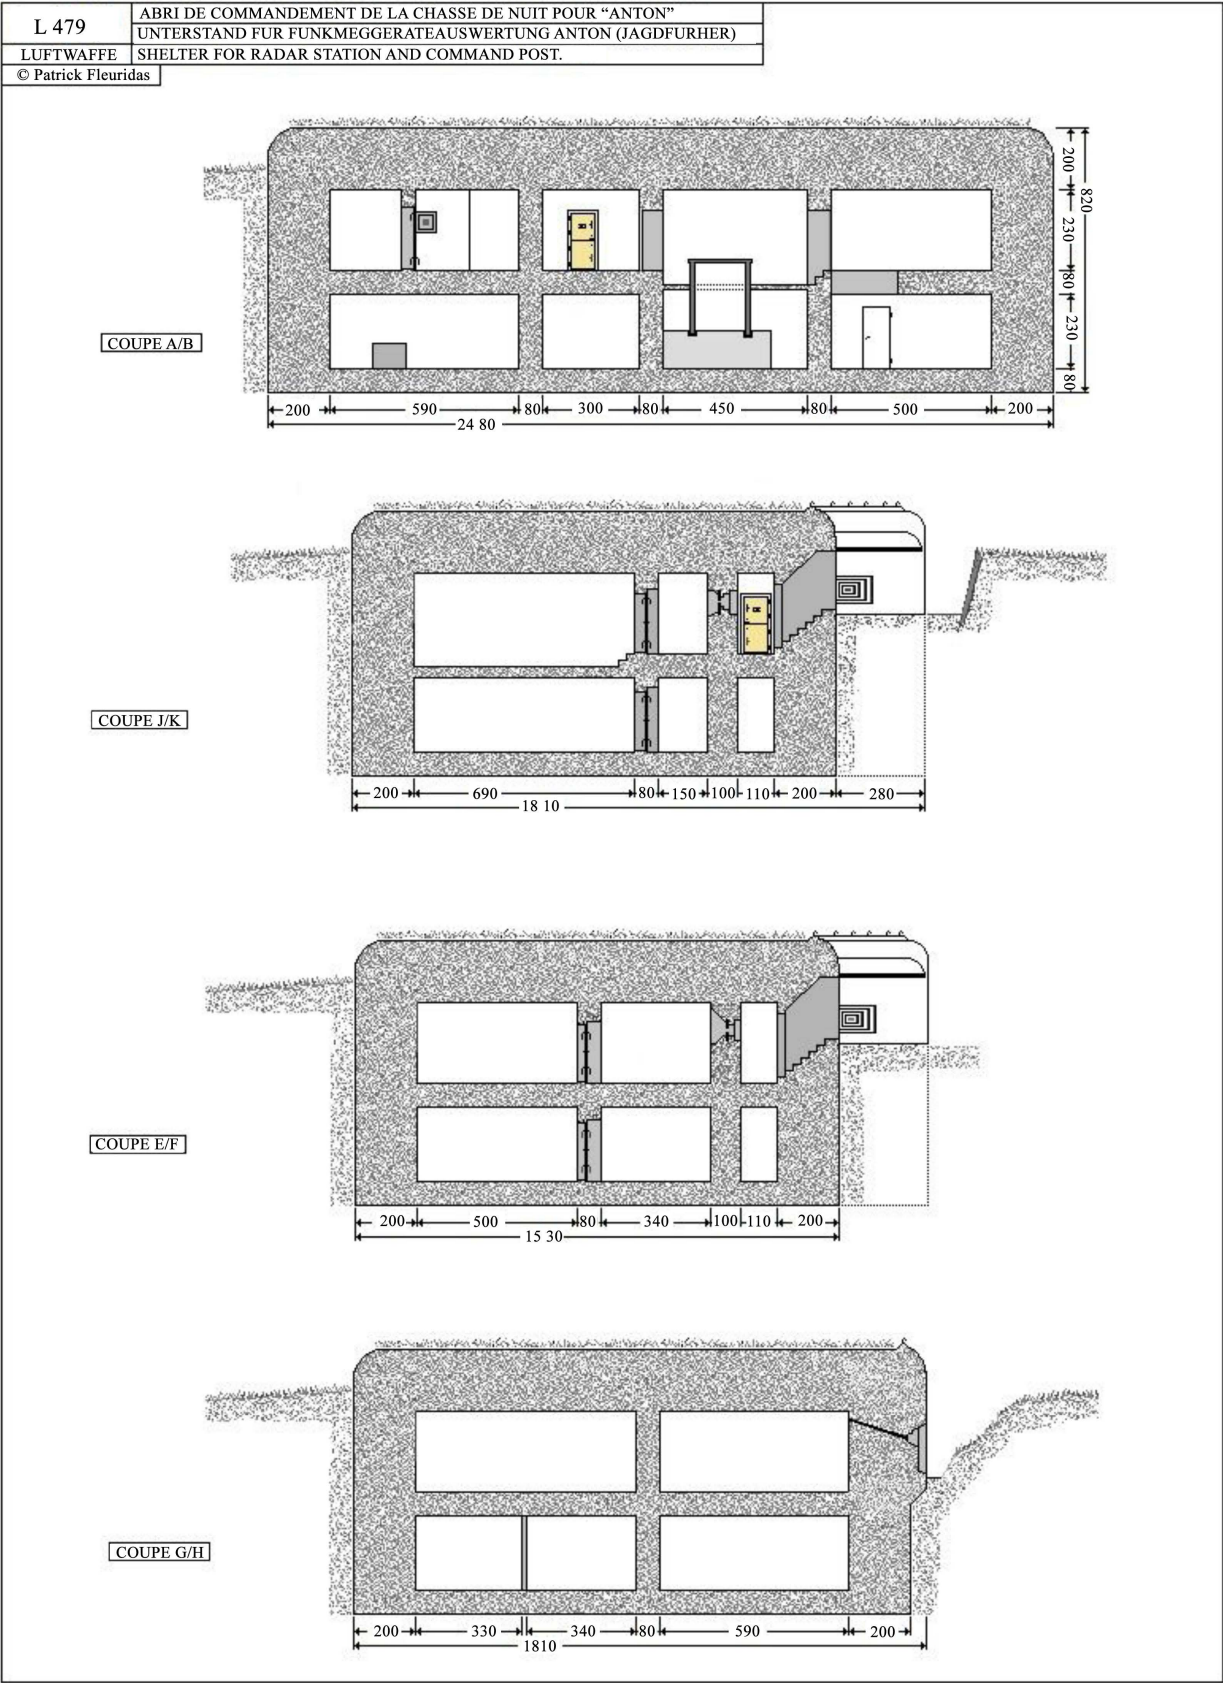 L 479
ABRI DE COMMANDEMENT DE LA CHASSE DE NUIT POUR “ANTON”
UNTERSTAND FUR FUNKMEGGERATEAUSWERTUNG ANTON (JAGDFURHER)
LUFTWAFFE SHELTER FOR RADAR STATION AND COMMAND POST.
© Patrick Fleuridas
200
230
80
230
80
820
COUPE A/B
200 590 80 300 80 450 80 500 200
24 80
COUPE J/K
200 690 80 150 100 110 200 280
18 10
COUPE E/F
200 500 80 340 100 110 200
15 30
COUPE G/H
200 330 340 80 590 200
1810